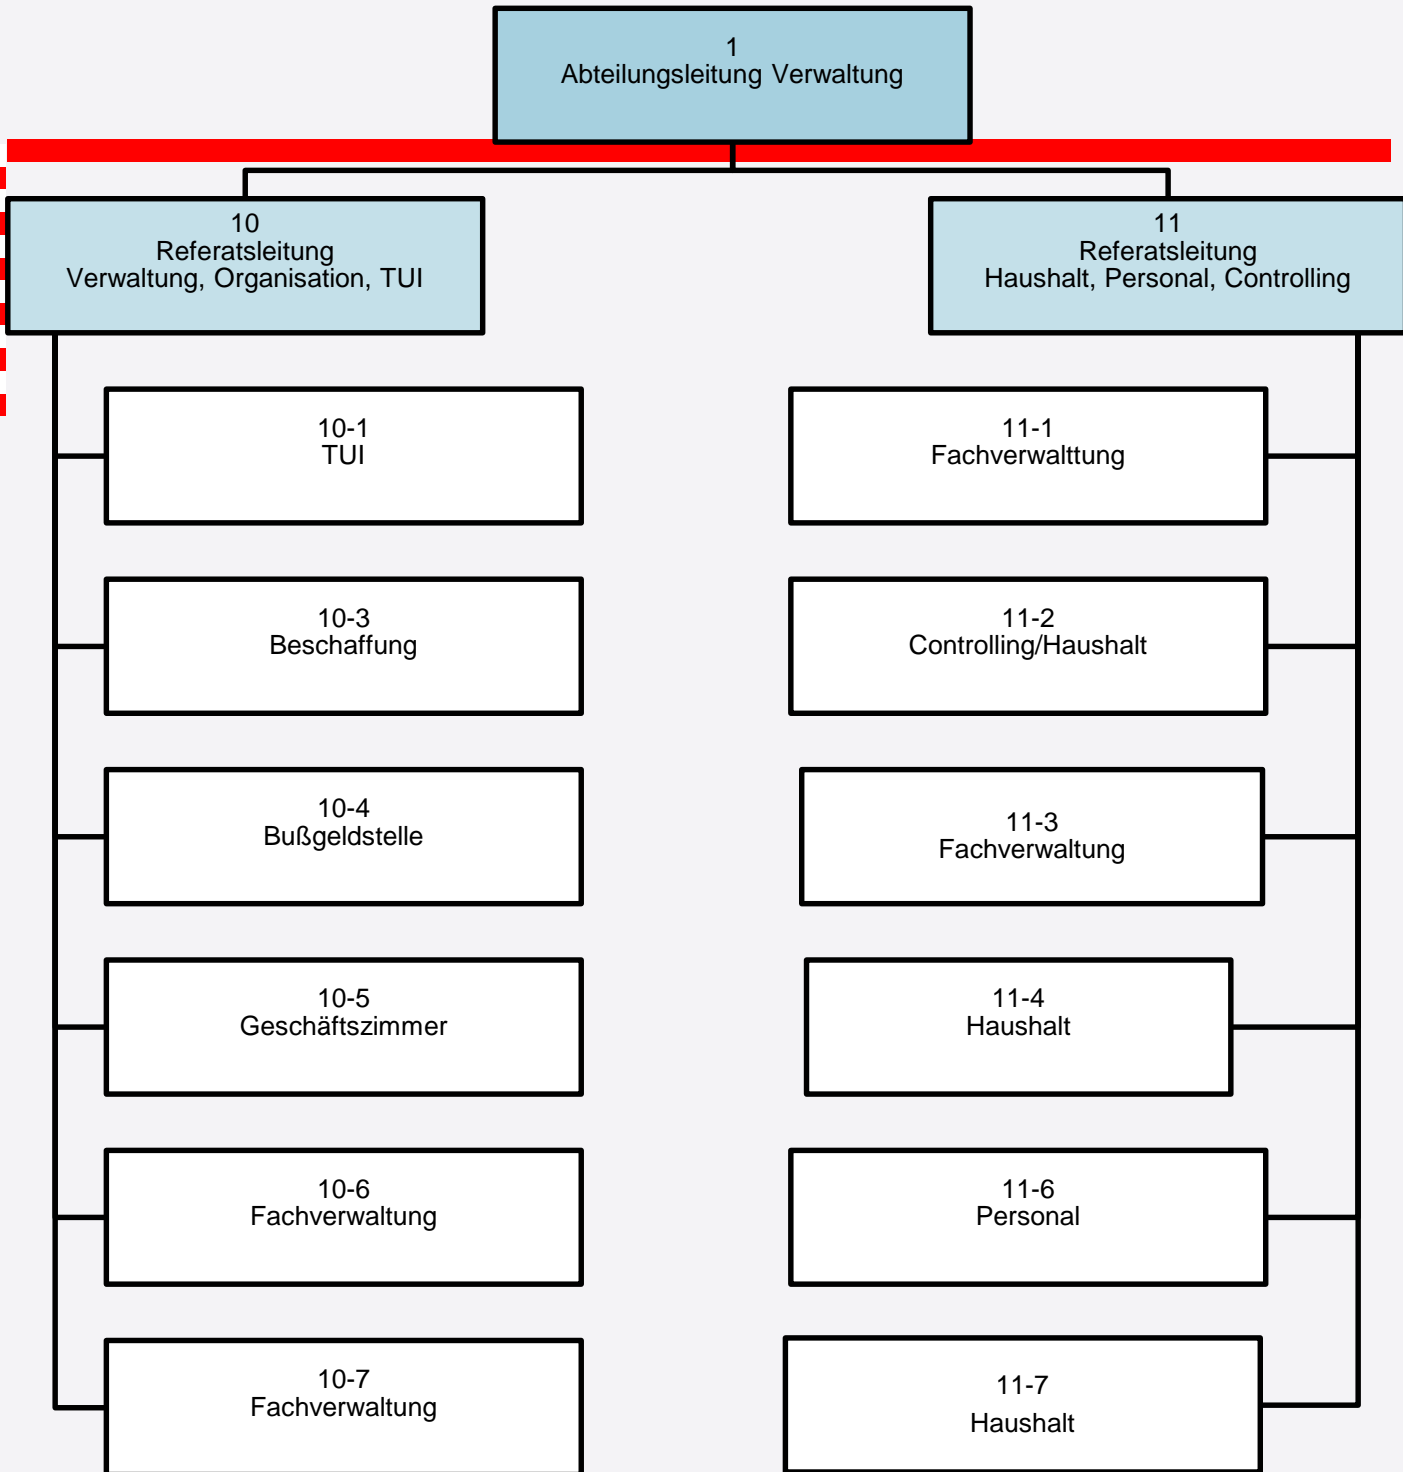 1
Abteilungsleitung Verwaltung
10
Referatsleitung
Verwaltung, Organisation, TUI
11
Referatsleitung
Haushalt, Personal, Controlling
10-1
TUI
11-1
Fachverwalttung
10-3
Beschaffung
11-2
Controlling/Haushalt
10-4
Bußgeldstelle
11-3
Fachverwaltung
10-5
Geschäftszimmer
11-4
Haushalt
10-6
Fachverwaltung
11-6
Personal
10-7
Fachverwaltung
11-7
Haushalt